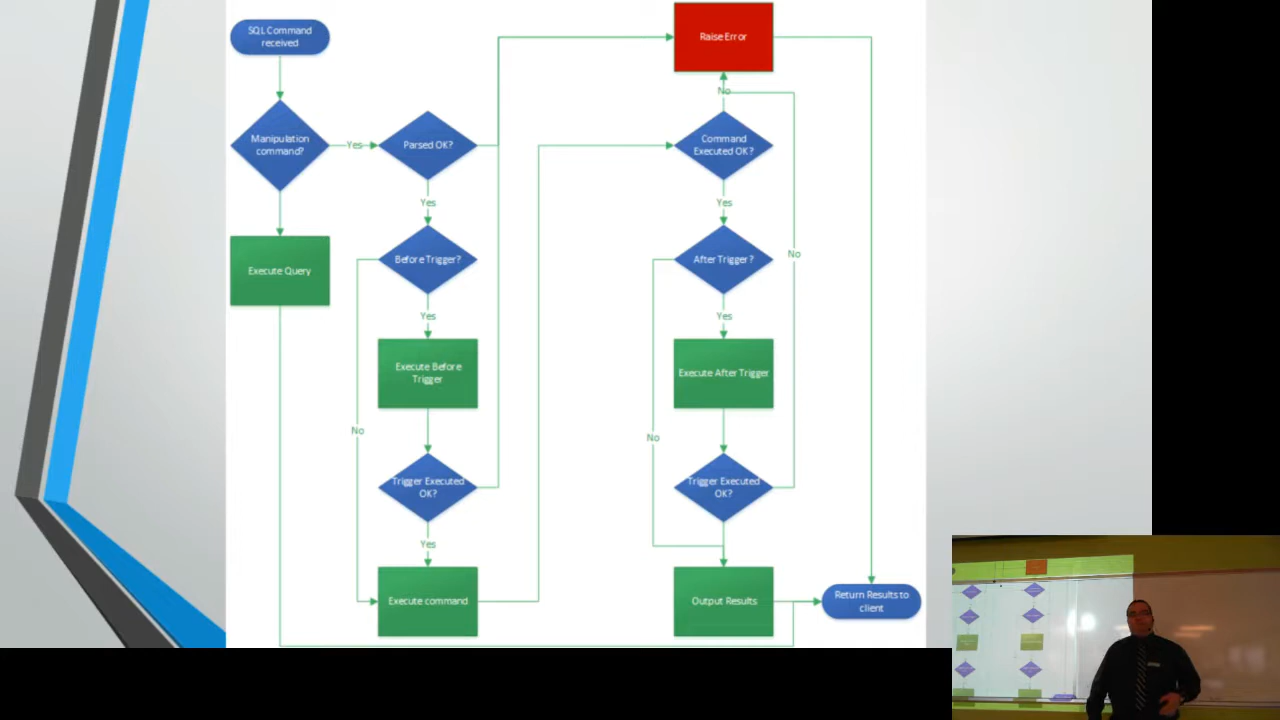 SQL Command
received
Raise Error
No
Manipulation
command?
Yes
Parsed OK?
Command
Executed OK?
Yes
Yes
Execute Query
Before Trigger?
After Trigger?
No
Yes
Yes
Execute Before
Trigger
Execute After Trigger
No
No
Trigger Executed
OK?
Trigger Executed
OK?
Yes
Execute command
Output Results
Return Results to
client